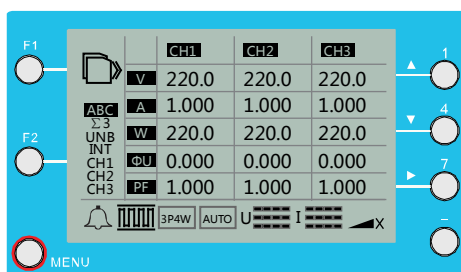 F1
CH1 CH2 CH3
1
V 220.0 220.0 220.0
ABC
A 1.000 1.000 1.000
4
Σ3
F2
UNB
W 220.0 220.0 220.0
INT
CH1
ΦU 0.000 0.000 0.000
7
CH2
CH3
PF 1.000 1.000 1.000
3P4W AUTO U I X
–
MENU